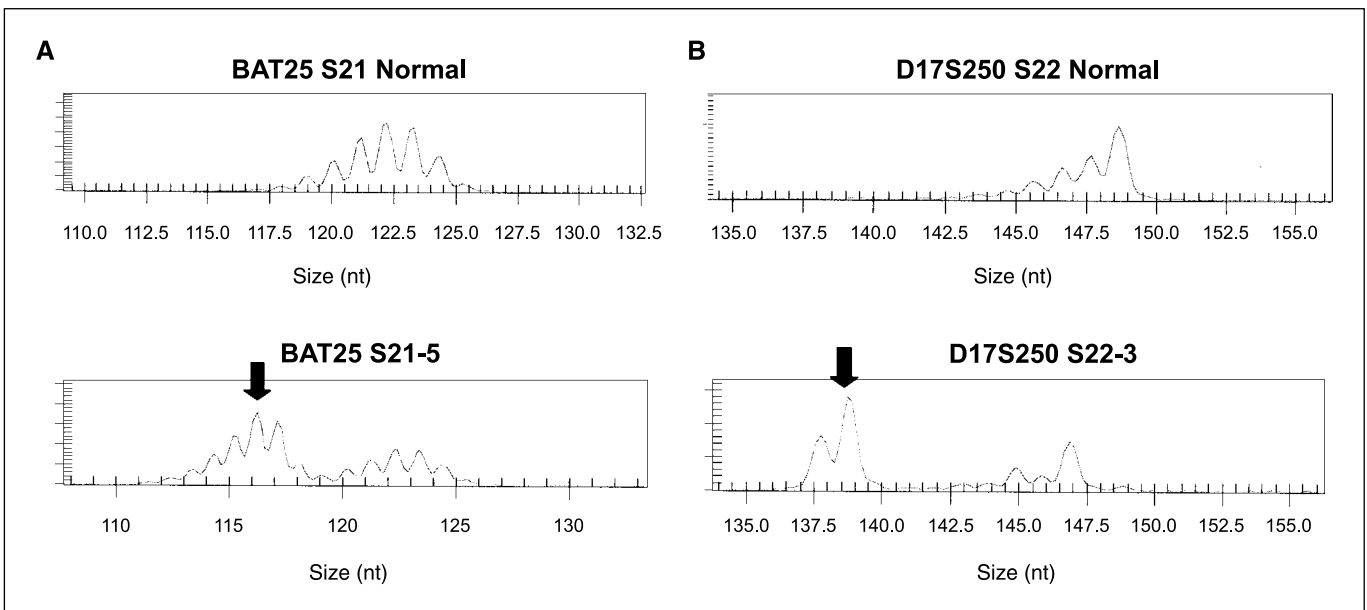 A
BAT25 S21 Normal
110.0 112.5 115.0 117.5 120.0 122.5 125.0 127.5 130.0 132.5
Size (nt)
BAT25 S21-5
110 115 120 125 130
Size (nt)
B
D17S250 S22 Normal
135.0 137.5 140.0 142.5 145.0 147.5 150.0 152.5 155.0
Size (nt)
D17S250 S22-3
135.0 137.5 140.0 142.5 145.0 147.5 150.0 152.5 155.0
Size (nt)